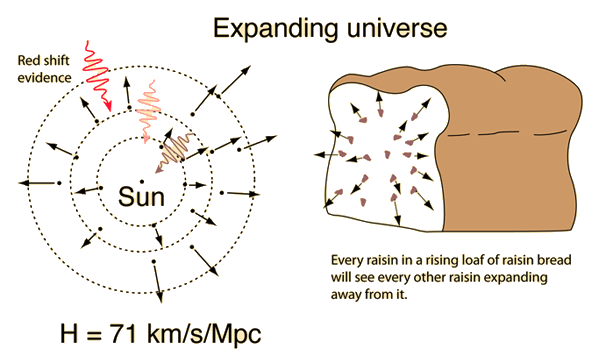 Expanding universe
Red shift
evidence
Sun
Every raisin in a rising loaf of raisin bread
will see every other raisin expanding
away from it.
H = 71 km/s/Mpc